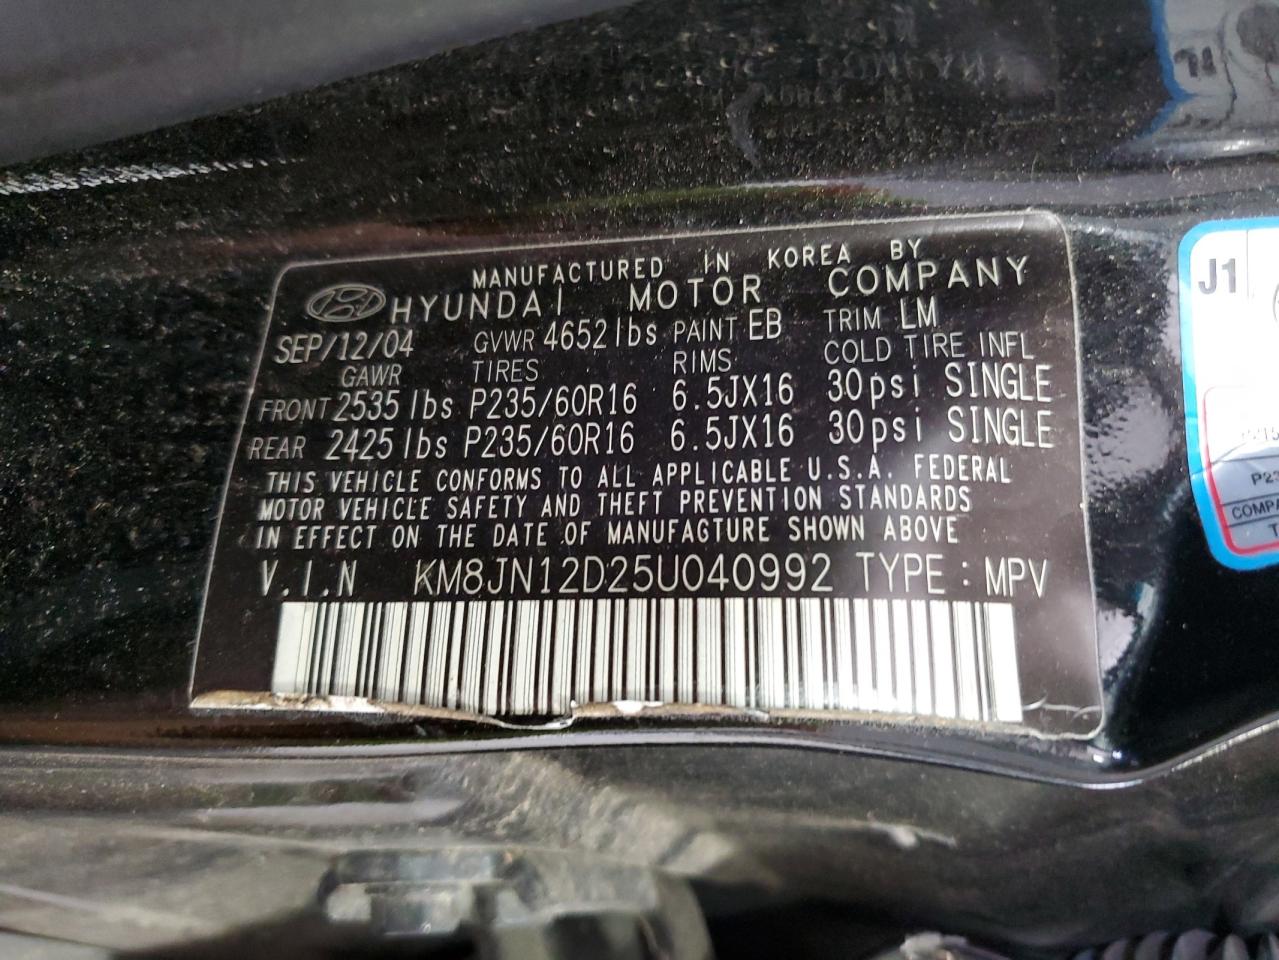 MANUFACTURED IN KOREA BY
HYUNDAI MOTOR COMPANY
SEP/12/04 GVWR 4652lbs PAINT EB TRIM LM
GAWR TIRES RIMS COLD TIRE INFL
FRONT 2535lbs P235/60R16 6.5JX16 30psi SINGLE
REAR 2425lbs P235/60R16 6.5JX16 30psi SINGLE
THIS VEHICLE CONFORMS TO ALL APPLICABLE U.S.A. FEDERAL
MOTOR VEHICLE SAFETY AND THEFT PREVENTION STANDARDS
IN EFFECT ON THE DATE OF MANUFACTURE SHOWN ABOVE
V.I.N KM8JN12D25U040992 TYPE: MPV
J1